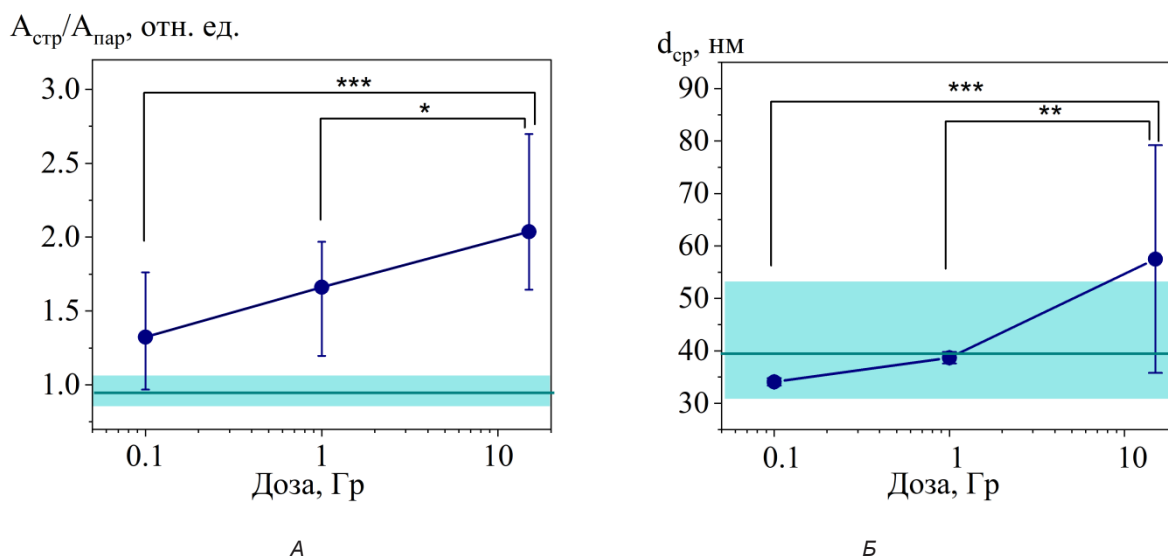 A_стр/A_пар, отн. ед.
3.0
2.5
2.0
1.5
1.0
***
*
0.1 1 10
Доза, Гр
А
d_ср, нм
90
80
70
60
50
40
30
***
**
0.1 1 10
Доза, Гр
Б